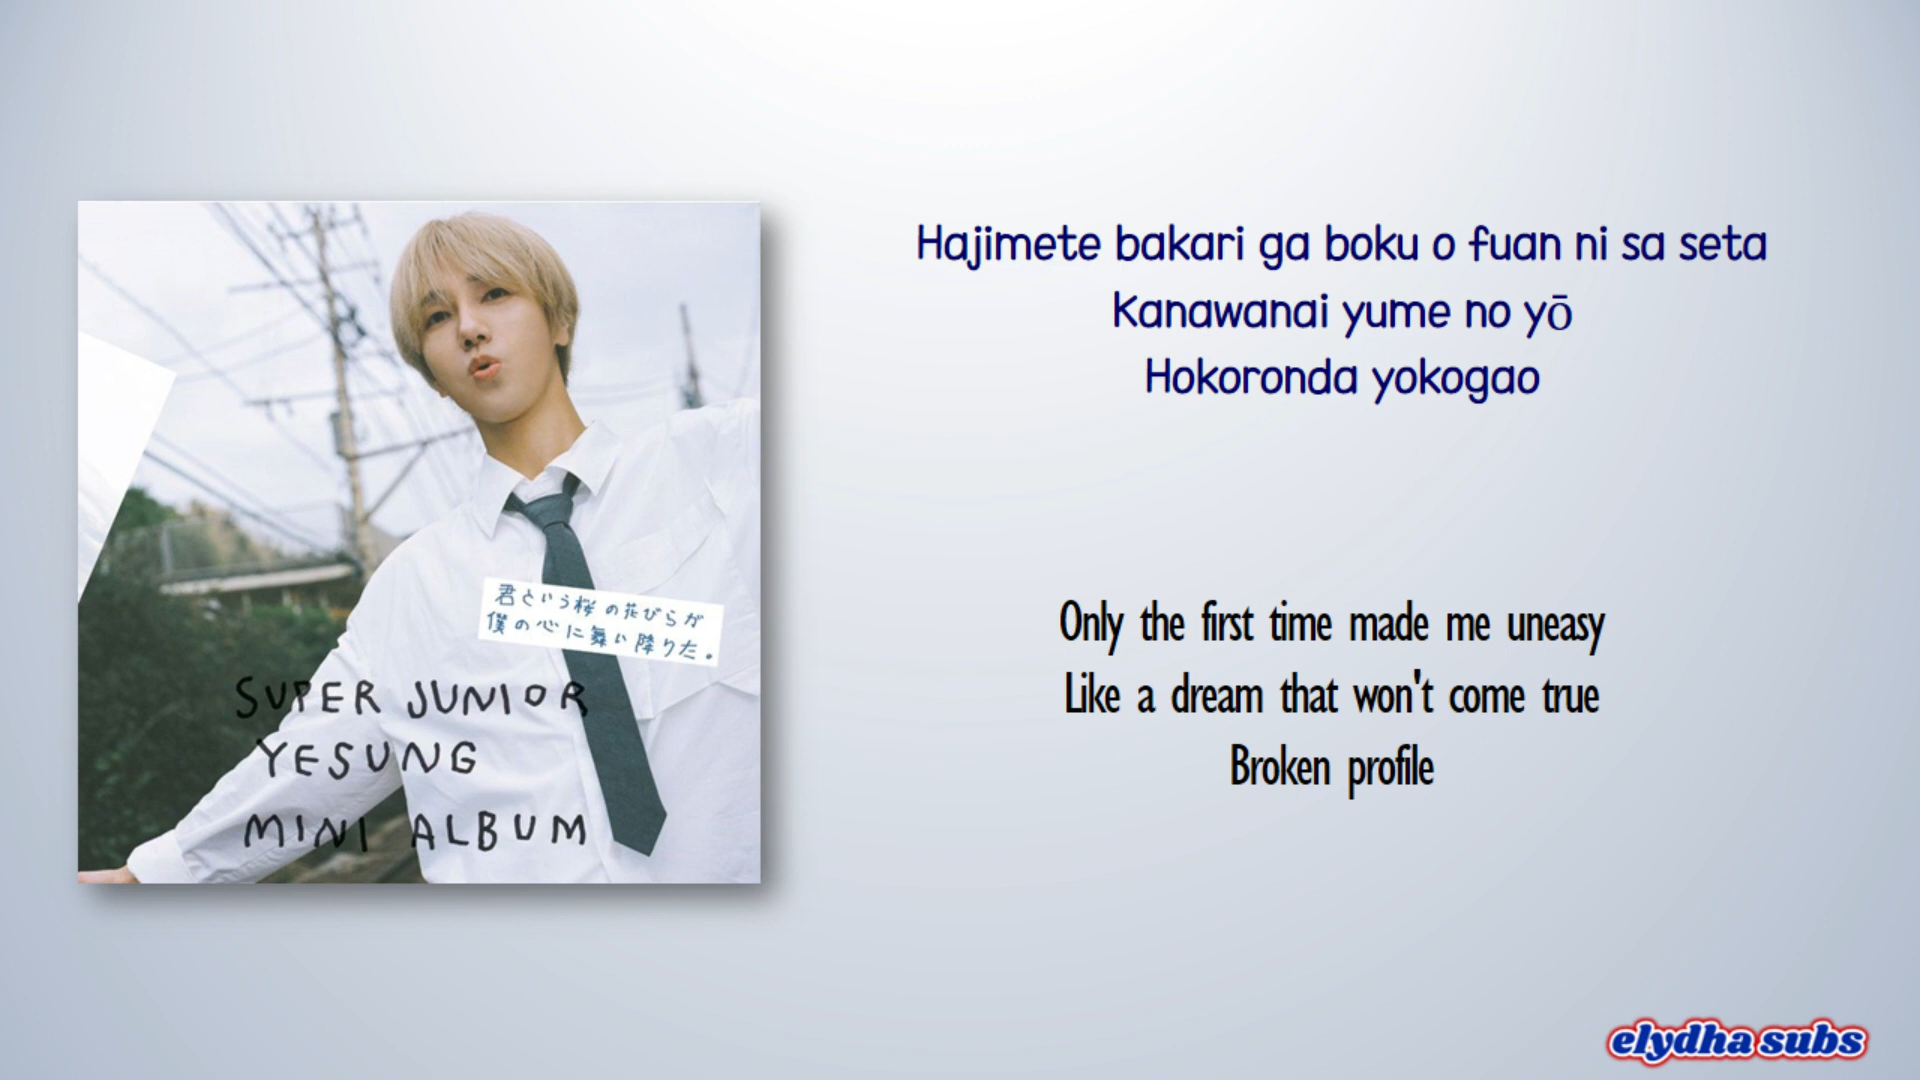 君という桜の花びらが
僕の心に舞い降りた。
SUPER JUNIOR
YESUNG
MINI ALBUM
Hajimete bakari ga boku o fuan ni sa seta
Kanawanai yume no yō
Hokoronda yokogao
Only the first time made me uneasy
Like a dream that won't come true
Broken profile
elydha subs